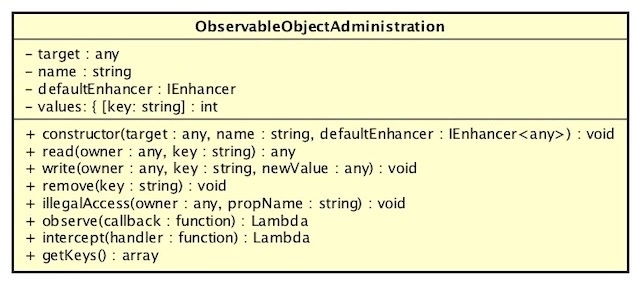 ObservableObjectAdministration
– target : any
– name : string
– defaultEnhancer : IEnhancer
– values: { [key: string] : int
+ constructor(target : any, name : string, defaultEnhancer : IEnhancer<any>) : void
+ read(owner : any, key : string) : any
+ write(owner : any, key : string, newValue : any) : void
+ remove(key : string) : void
+ illegalAccess(owner : any, propName : string) : void
+ observe(callback : function) : Lambda
+ intercept(handler : function) : Lambda
+ getKeys() : array